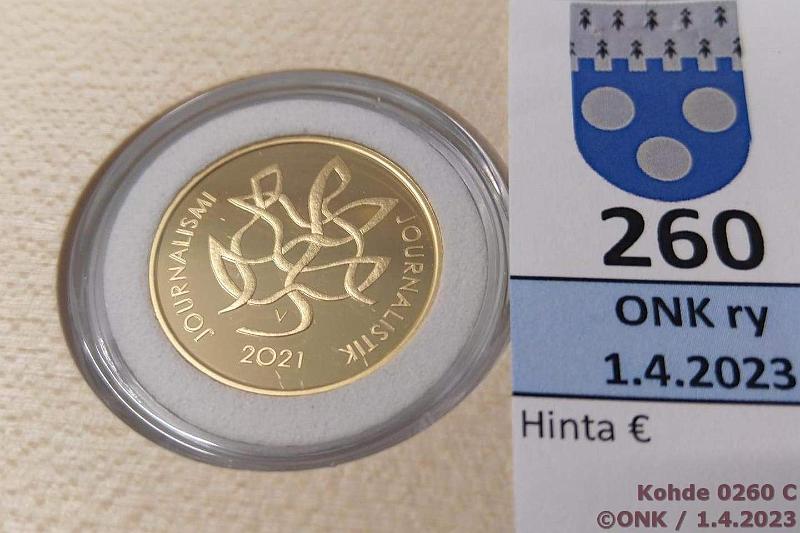 JOURNALISMI
JOURNALISTIK
V
2021
260
ONK ry
1.4.2023
Hinta €
Kohde 0260 C
©ONK / 1.4.2023